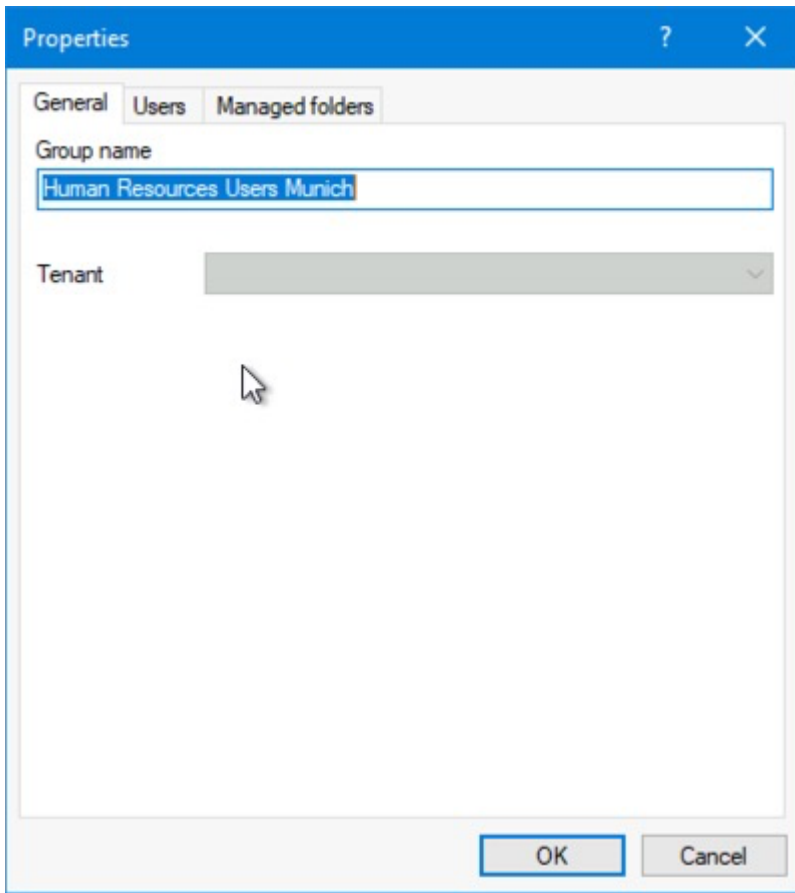 Properties ?
General Users Managed folders
Group name
Human Resources Users Munich
Tenant
OK Cancel